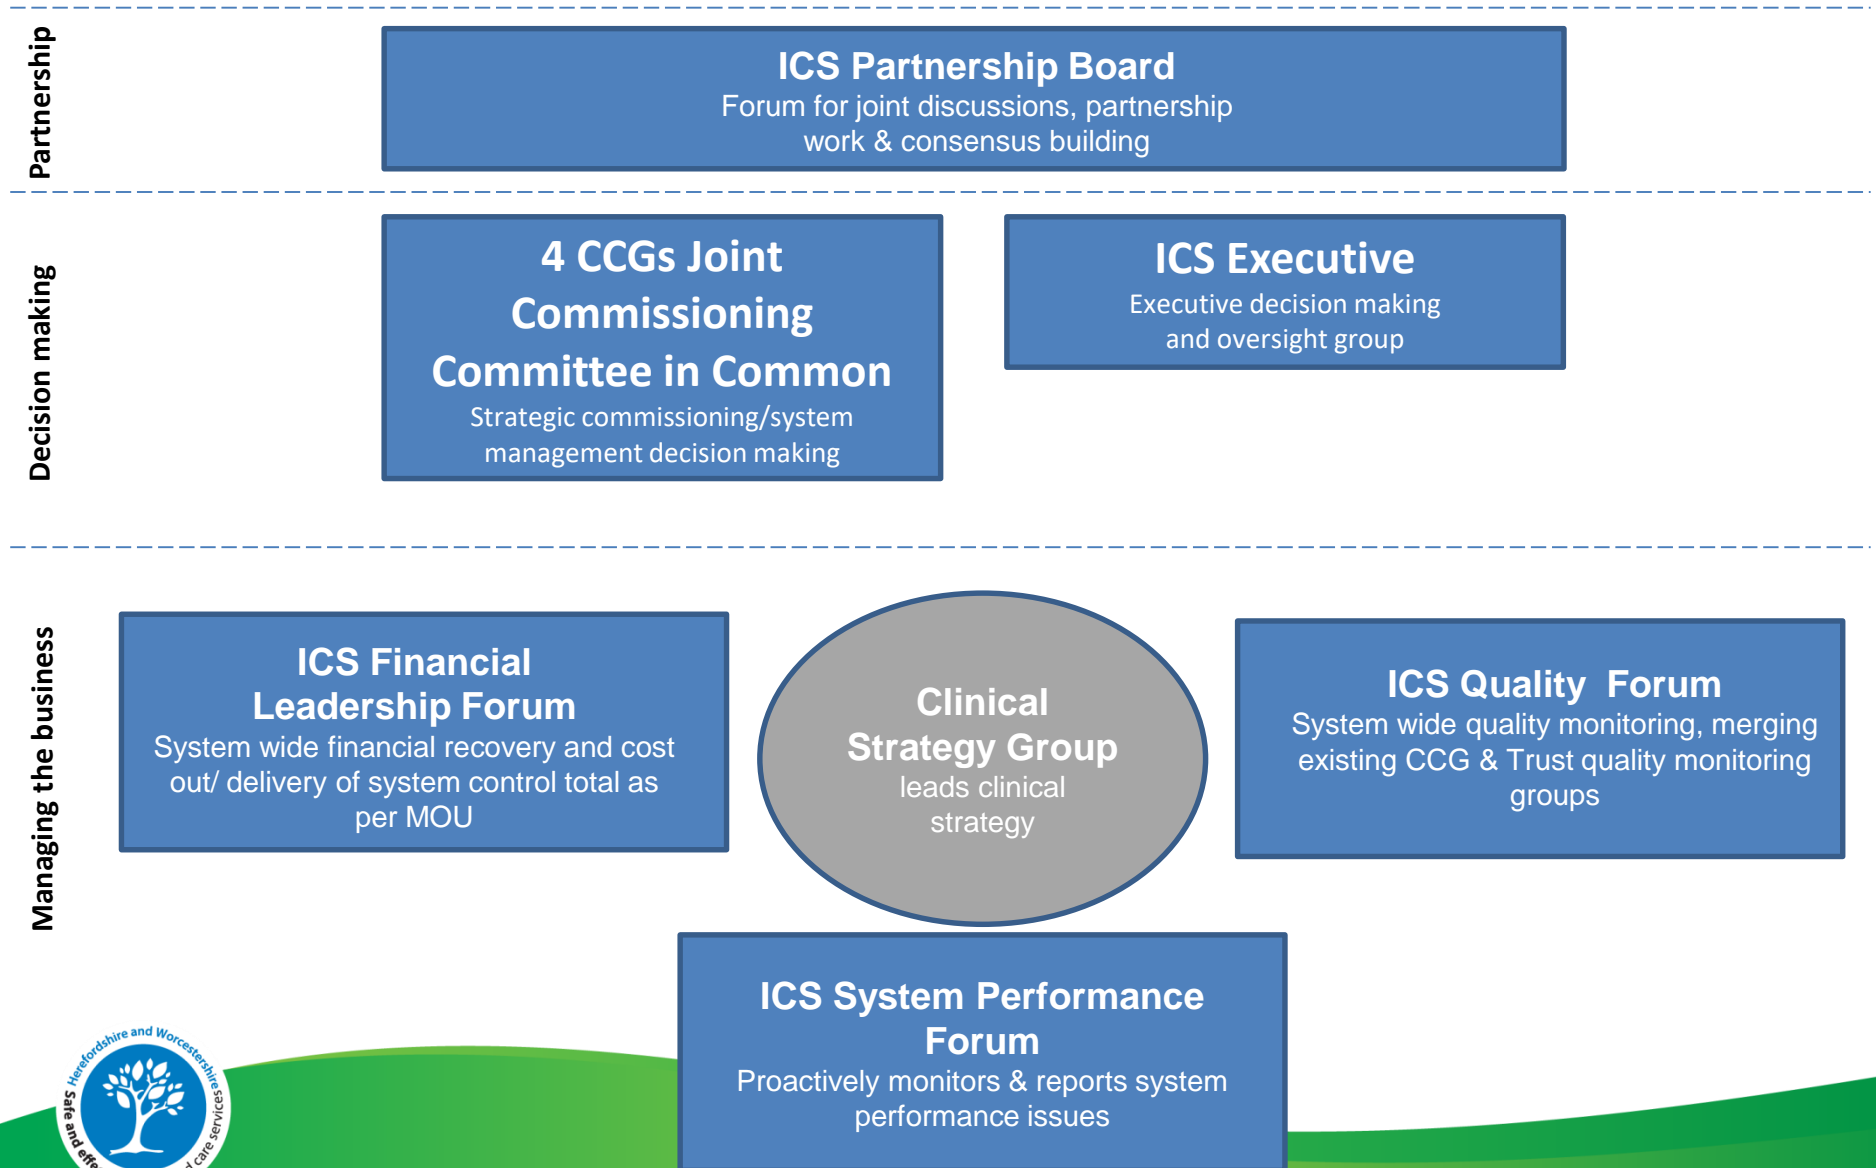 Partnership
ICS Partnership Board
Forum for joint discussions, partnership
work & consensus building
Decision making
4 CCGs Joint
Commissioning
Committee in Common
Strategic commissioning/system
management decision making
ICS Executive
Executive decision making
and oversight group
Managing the business
ICS Financial
Leadership Forum
System wide financial recovery and cost
out/ delivery of system control total as
per MOU
Clinical
Strategy Group
leads clinical
strategy
ICS Quality Forum
System wide quality monitoring, merging
existing CCG & Trust quality monitoring
groups
ICS System Performance
Forum
Proactively monitors & reports system
performance issues
Herefordshire and Worcestershire
Safe and
care services